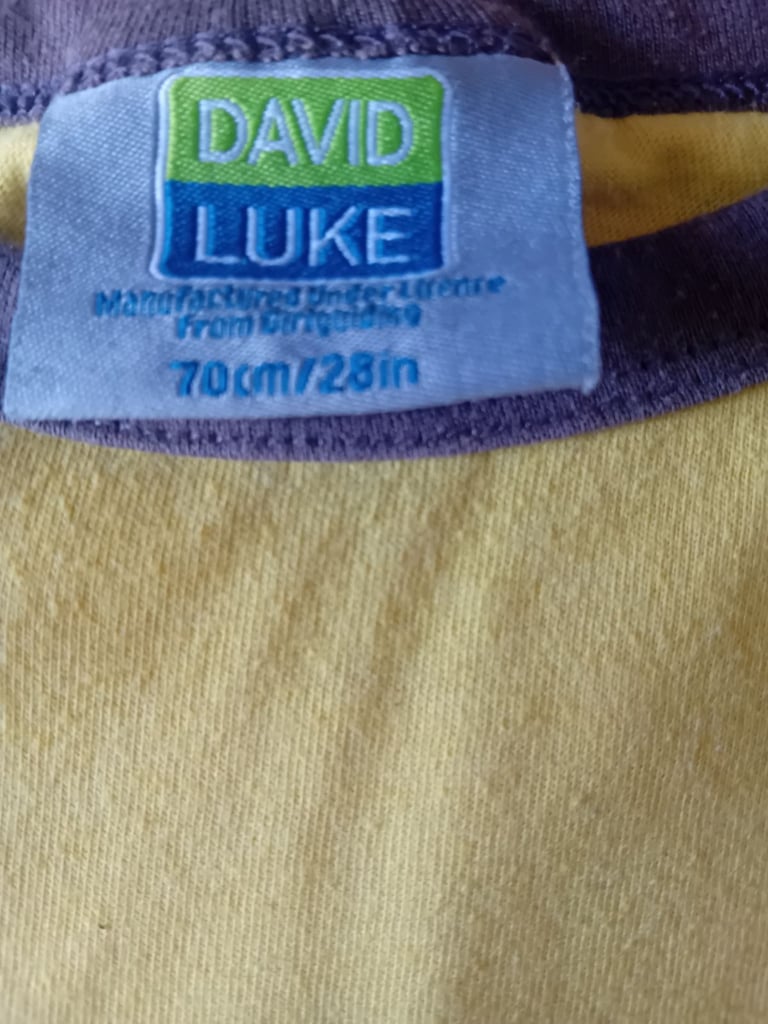 DAVID
LUKE
Manufactured Under Licence
From Girlguiding
70cm/28in